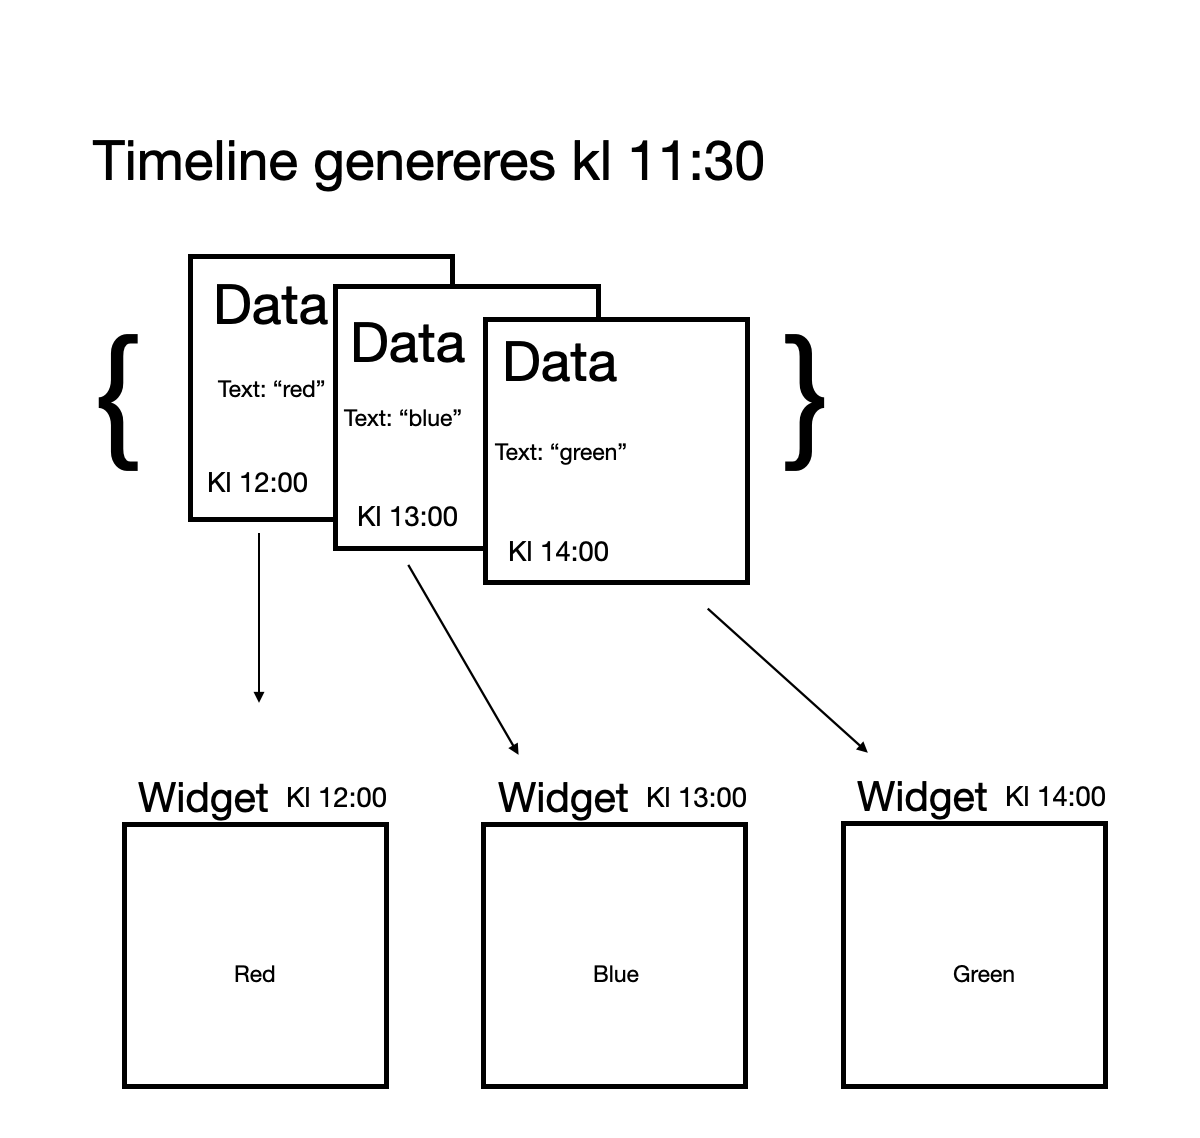 Timeline genereres kl 11:30
{
Data
Text: “red”
Kl 12:00
Data
Text: “blue”
Kl 13:00
Data
Text: “green”
Kl 14:00
}
Widget Kl 12:00
Red
Widget Kl 13:00
Blue
Widget Kl 14:00
Green